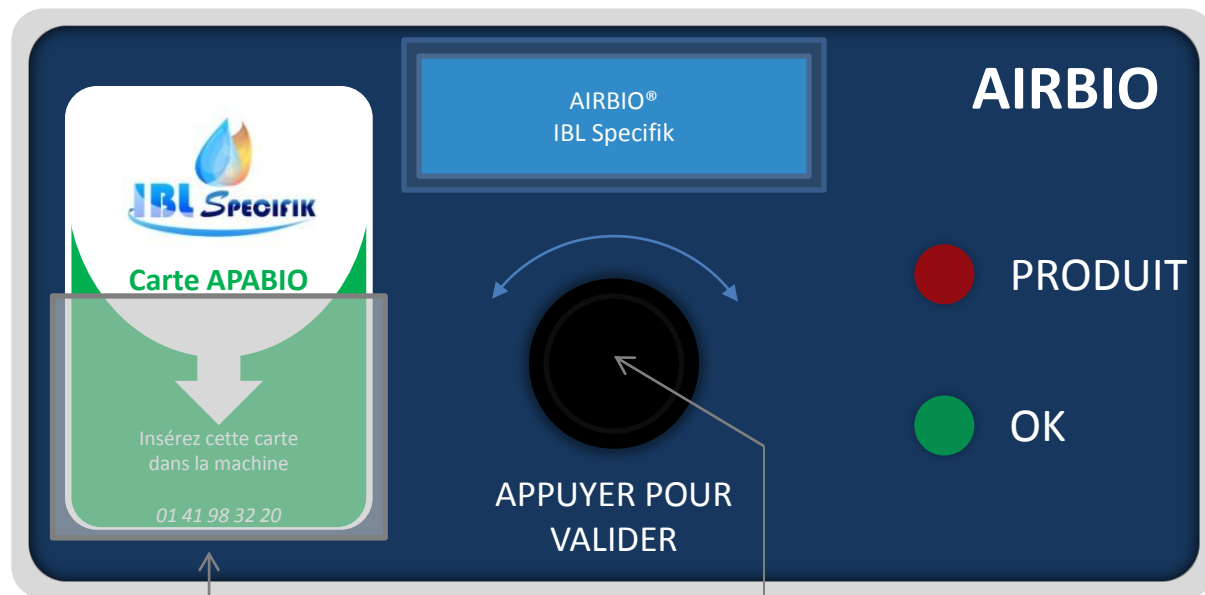 AIRBIO®
IBL Specifik
AIRBIO
IBL SPECIFIK
Carte APABIO
Insérez cette carte
dans la machine
01 41 98 32 20
APPUYER POUR
VALIDER
PRODUIT
OK